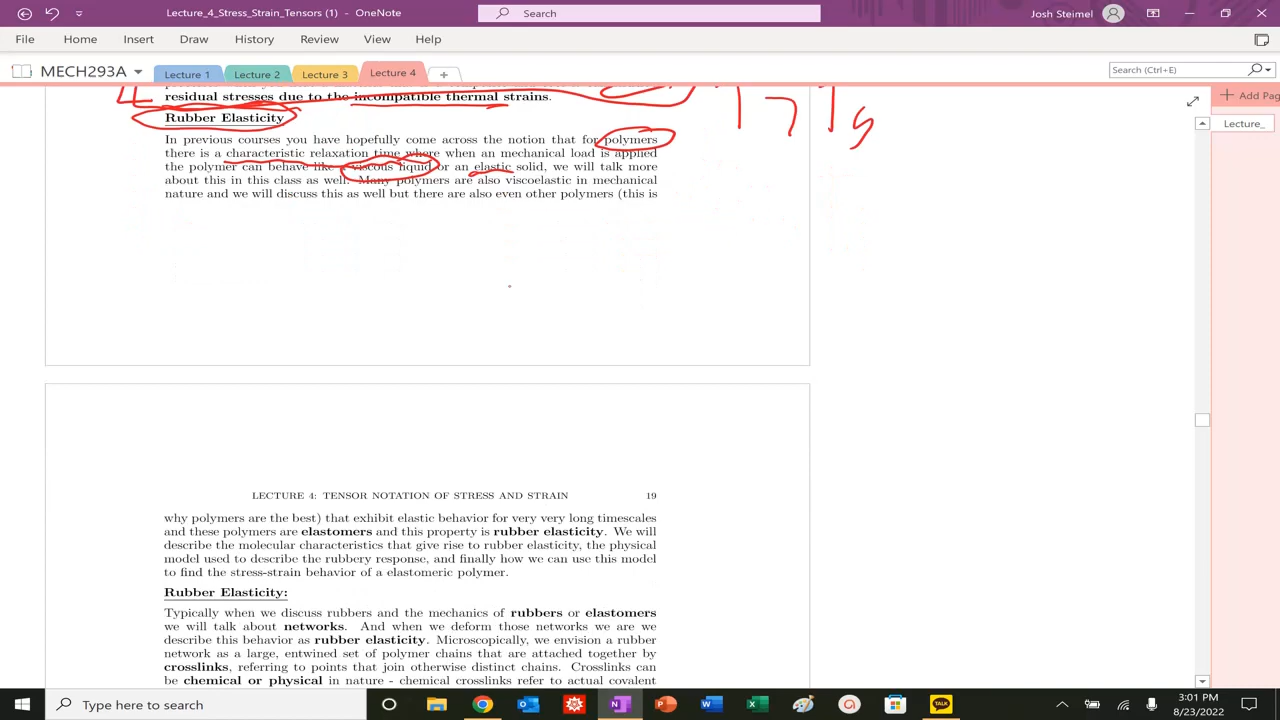 Lecture_4_Stress_Strain_Tensors (1) - OneNote
Search
Josh Steimel
File Home Insert Draw History Review View Help
MECH293A
Lecture 1
Lecture 2
Lecture 3
Lecture 4
Search (Ctrl+E)
Add Pag
Lecture_
residual stresses due to the incompatible thermal strains.
Rubber Elasticity
In previous courses you have hopefully come across the notion that for polymers
there is a characteristic relaxation time where when an mechanical load is applied
the polymer can behave like a viscous liquid or an elastic solid, we will talk more
about this in this class as well. Many polymers are also viscoelastic in mechanical
nature and we will discuss this as well but there are also even other polymers (this is
LECTURE 4: TENSOR NOTATION OF STRESS AND STRAIN 19
why polymers are the best) that exhibit elastic behavior for very very long timescales
and these polymers are elastomers and this property is rubber elasticity. We will
describe the molecular characteristics that give rise to rubber elasticity, the physical
model used to describe the rubbery response, and finally how we can use this model
to find the stress-strain behavior of a elastomeric polymer.
Rubber Elasticity:
Typically when we discuss rubbers and the mechanics of rubbers or elastomers
we will talk about networks. And when we deform those networks we are we
describe this behavior as rubber elasticity. Microscopically, we envision a rubber
network as a large, entwined set of polymer chains that are attached together by
crosslinks, referring to points that join otherwise distinct chains. Crosslinks can
be chemical or physical in nature - chemical crosslinks refer to actual covalent
Type here to search
TALK
3:01 PM
8/23/2022